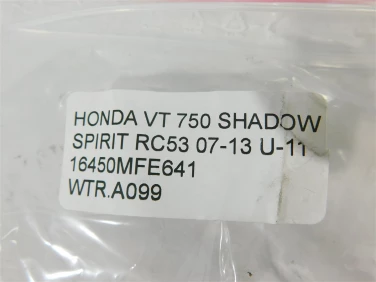 HONDA VT 750 SHADOW
SPIRIT RC53 07-13 U-11
16450MFE641
WTR.A099